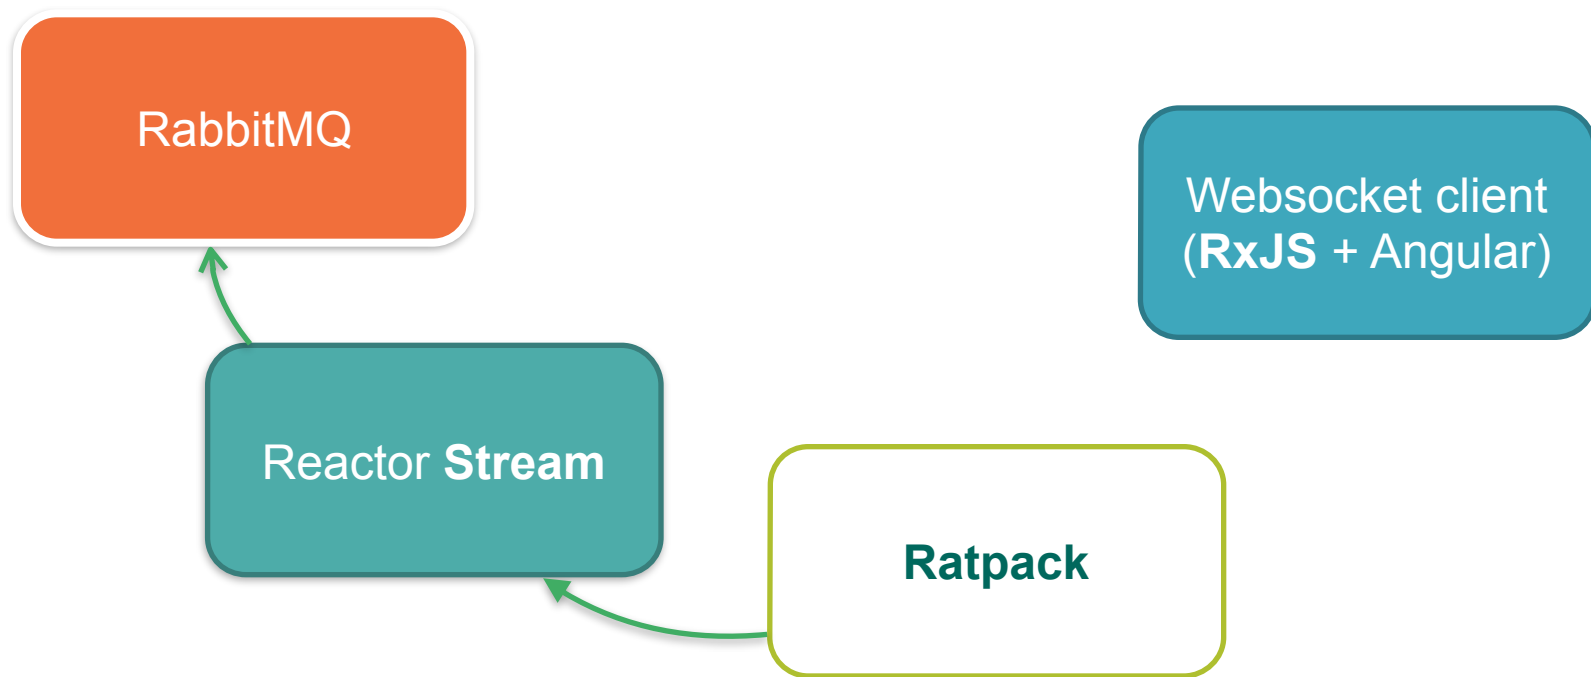 RabbitMQ
Websocket client
(RxJS + Angular)
Reactor Stream
Ratpack